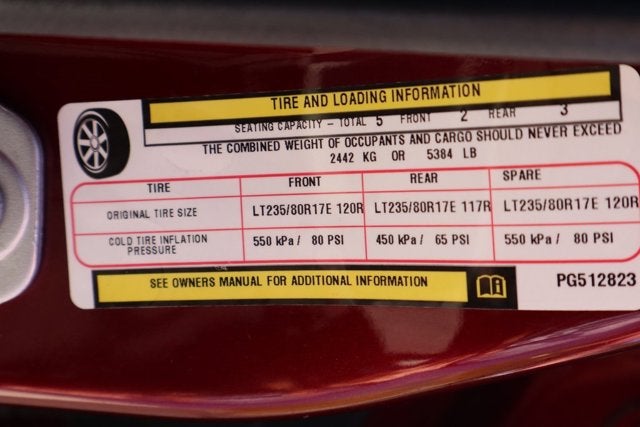 TIRE AND LOADING INFORMATION
SEATING CAPACITY - TOTAL 5 FRONT 2 REAR 3
THE COMBINED WEIGHT OF OCCUPANTS AND CARGO SHOULD NEVER EXCEED
2442 KG OR 5384 LB
TIRE FRONT REAR SPARE
ORIGINAL TIRE SIZE LT235/80R17E 120R LT235/80R17E 117R LT235/80R17E 120R
COLD TIRE INFLATION
PRESSURE 550 kPa / 80 PSI 450 kPa / 65 PSI 550 kPa / 80 PSI
SEE OWNERS MANUAL FOR ADDITIONAL INFORMATION
PG512823